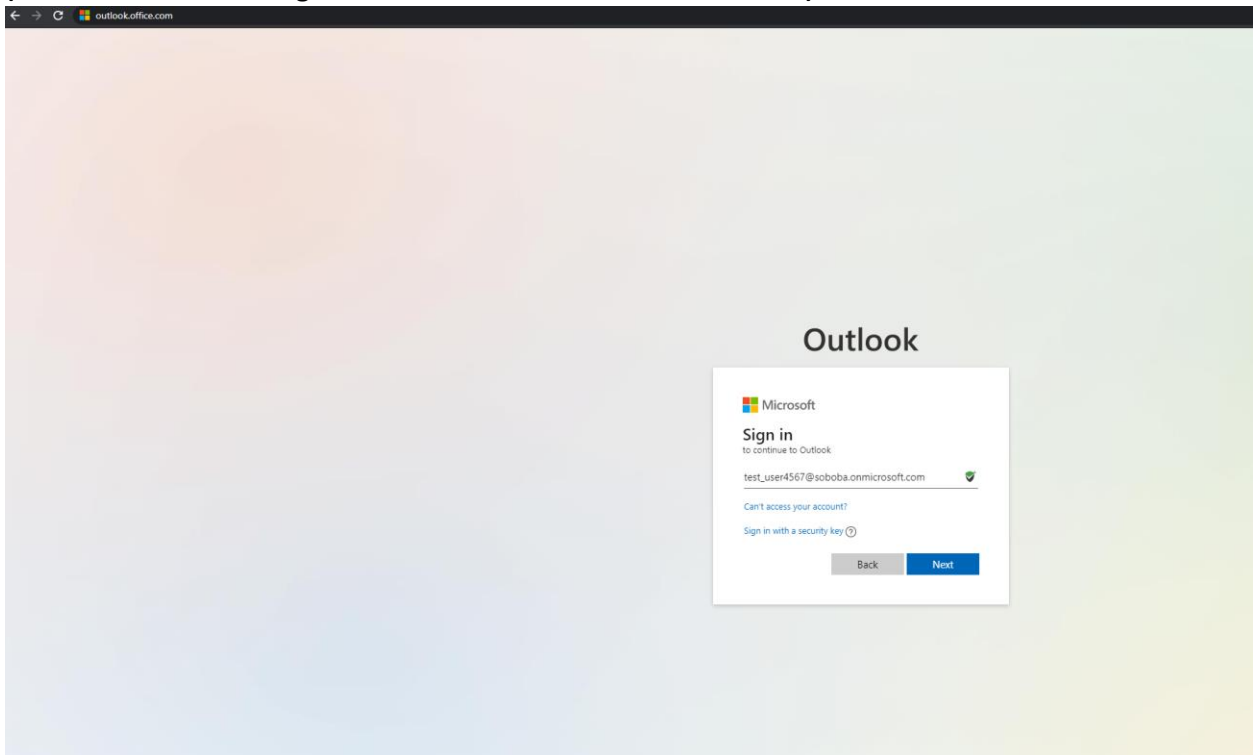 outlook.office.com
Outlook
Microsoft
Sign in
to continue to Outlook
test_user4567@soboba.onmicrosoft.com
Can't access your account?
Sign in with a security key
Back Next